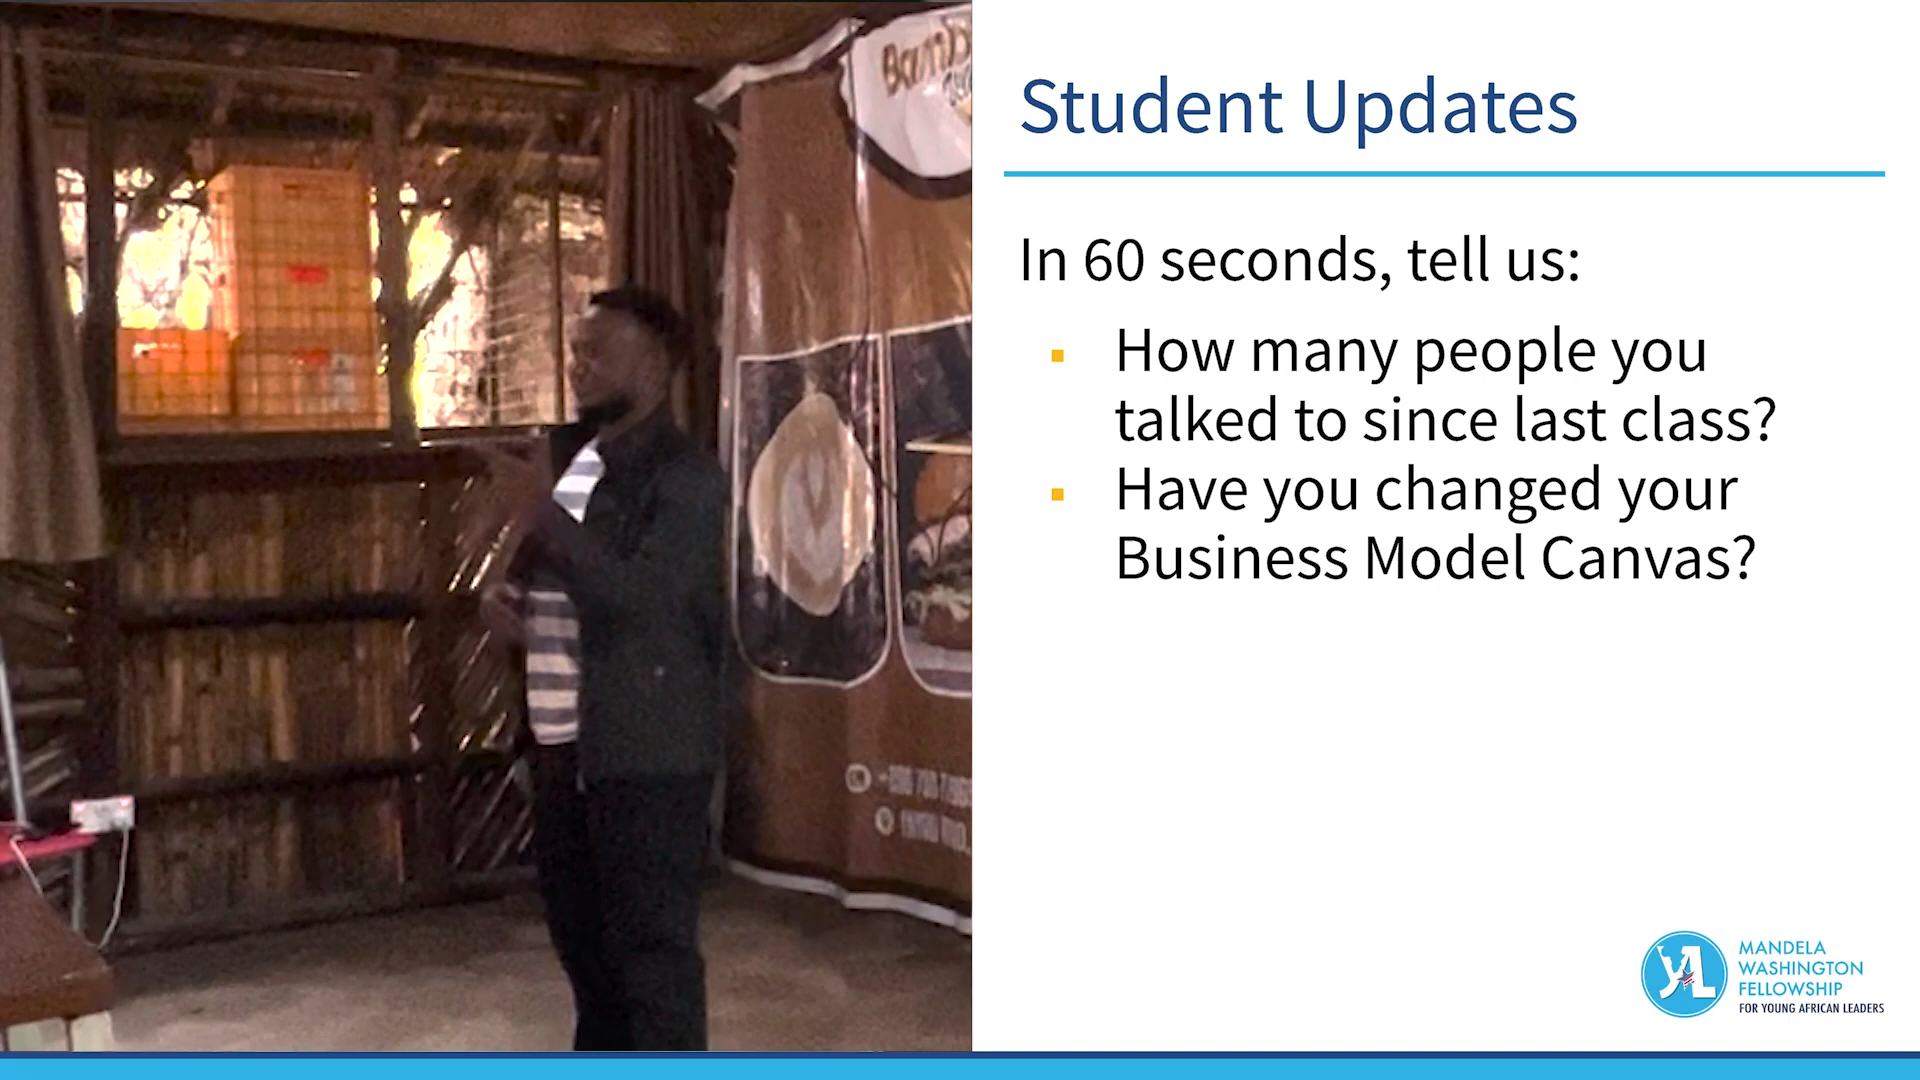 Student Updates
In 60 seconds, tell us:
How many people you
talked to since last class?
Have you changed your
Business Model Canvas?
MANDELA
WASHINGTON
FELLOWSHIP
FOR YOUNG AFRICAN LEADERS